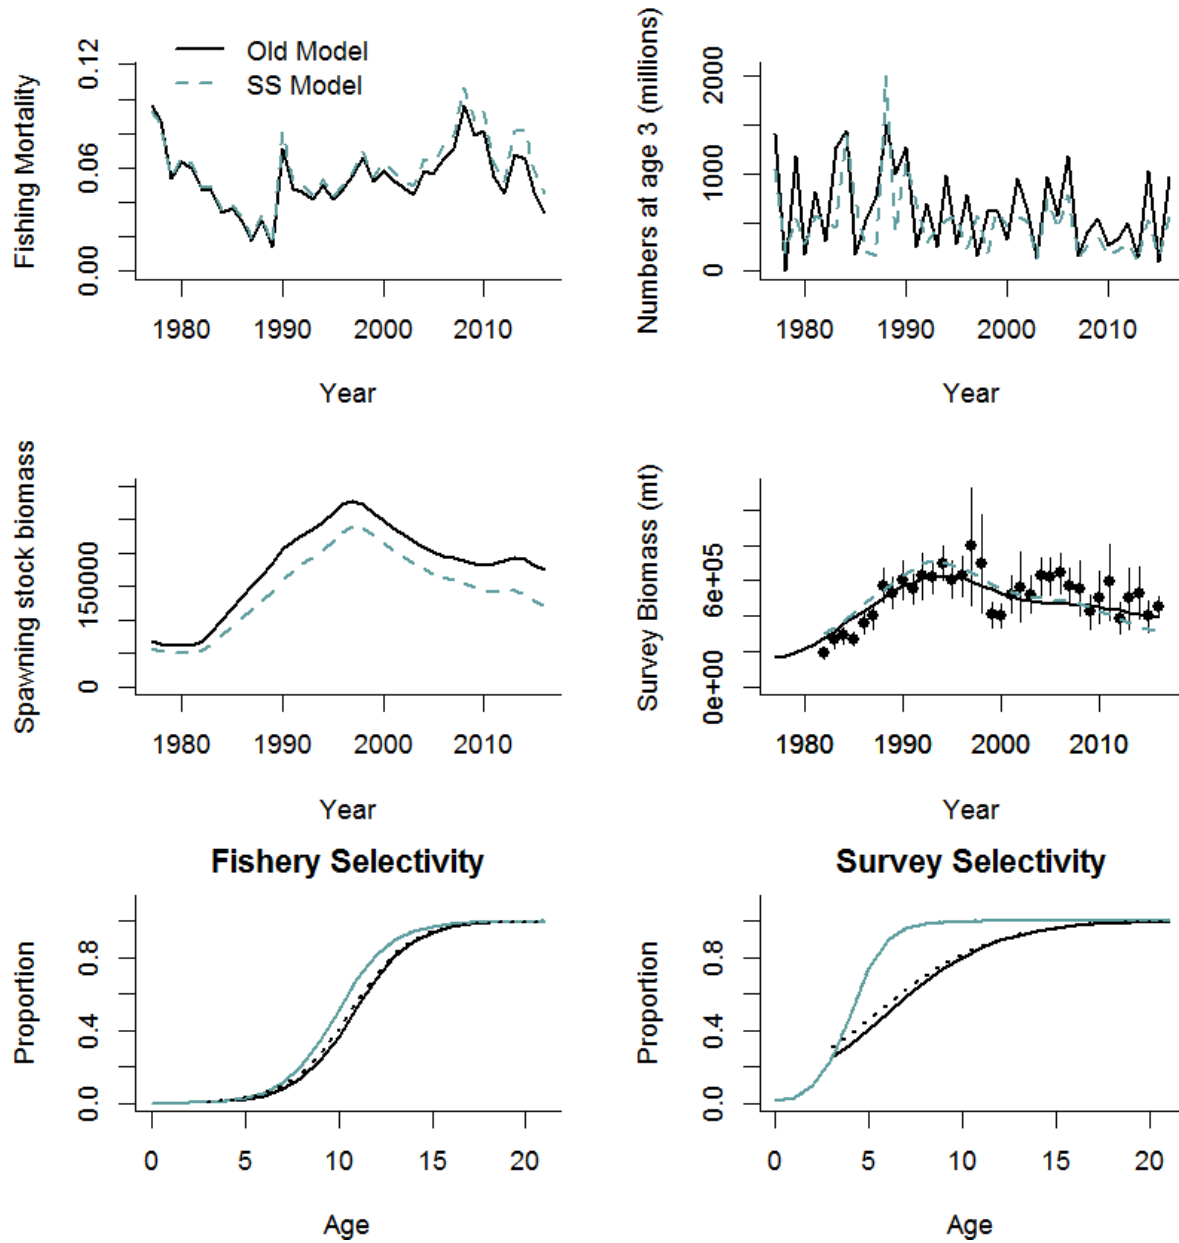 Old Model
SS Model
Fishing Mortality
0.00
0.06
0.12
1980 1990 2000 2010
Year
Numbers at age 3 (millions)
0
1000
2000
1980 1990 2000 2010
Year
Spawning stock biomass
0
150000
1980 1990 2000 2010
Year
Survey Biomass (mt)
0e+00
6e+05
1980 1990 2000 2010
Year
Fishery Selectivity
Proportion
0.0
0.4
0.8
0 5 10 15 20
Age
Survey Selectivity
Proportion
0.0
0.4
0.8
0 5 10 15 20
Age